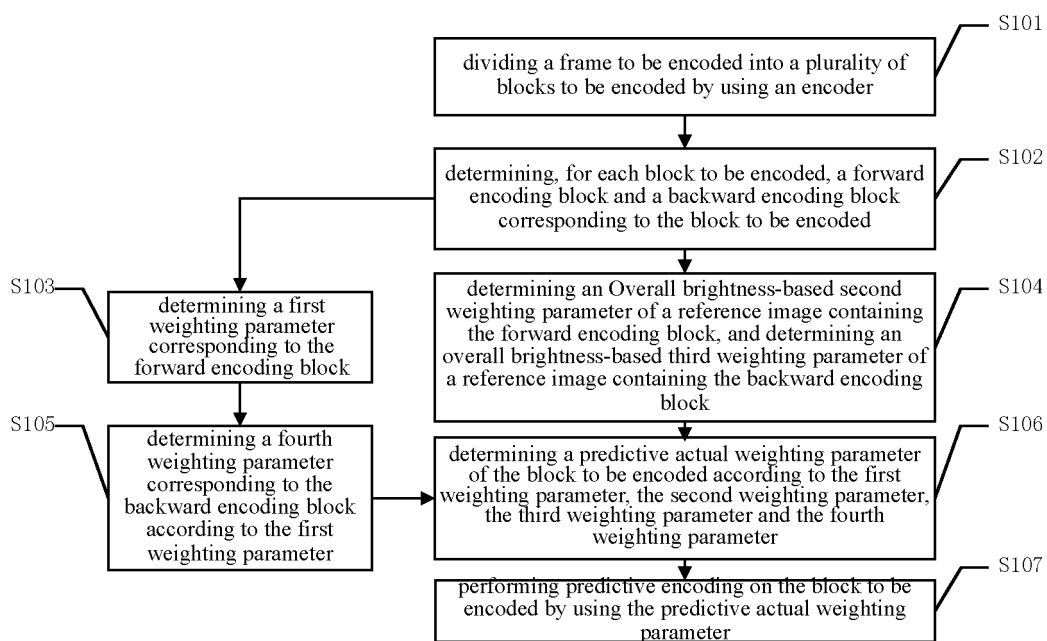 S101
dividing a frame to be encoded into a plurality of
blocks to be encoded by using an encoder
S102
determining, for each block to be encoded, a forward
encoding block and a backward encoding block
corresponding to the block to be encoded
S103
determining a first
weighting parameter
corresponding to the
forward encoding block
S104
determining an Overall brightness-based second
weighting parameter of a reference image containing
the forward encoding block, and determining an
overall brightness-based third weighting parameter of
a reference image containing the backward encoding
block
S105
determining a fourth
weighting parameter
corresponding to the
backward encoding block
according to the first
weighting parameter
S106
determining a predictive actual weighting parameter
of the block to be encoded according to the first
weighting parameter, the second weighting parameter,
the third weighting parameter and the fourth
weighting parameter
S107
performing predictive encoding on the block to be
encoded by using the predictive actual weighting
parameter